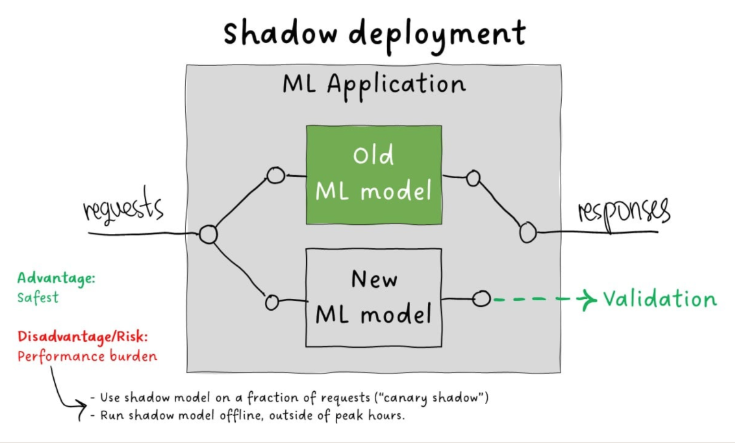 Shadow deployment
ML Application
Old
ML model
requests
responses
New
ML model
Validation
Advantage:
Safest
Disadvantage/Risk:
Performance burden
- Use shadow model on a fraction of requests ("canary shadow")
- Run shadow model offline, outside of peak hours.